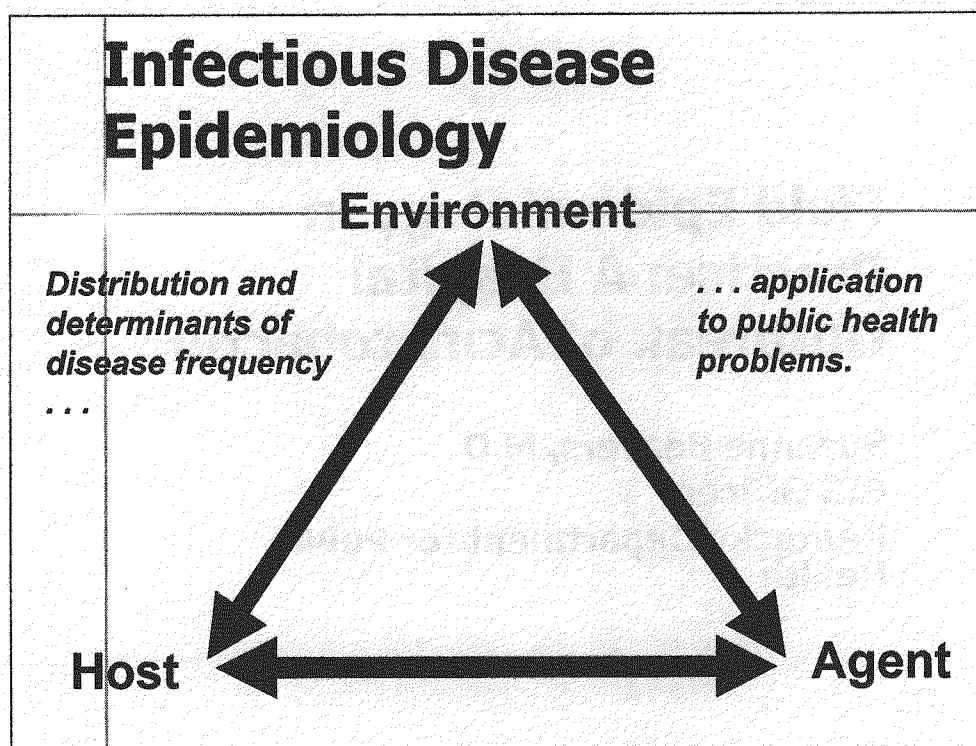 Infectious Disease
Epidemiology
Environment
Distribution and
determinants of
disease frequency
. . .
. . . application
to public health
problems.
Host
Agent